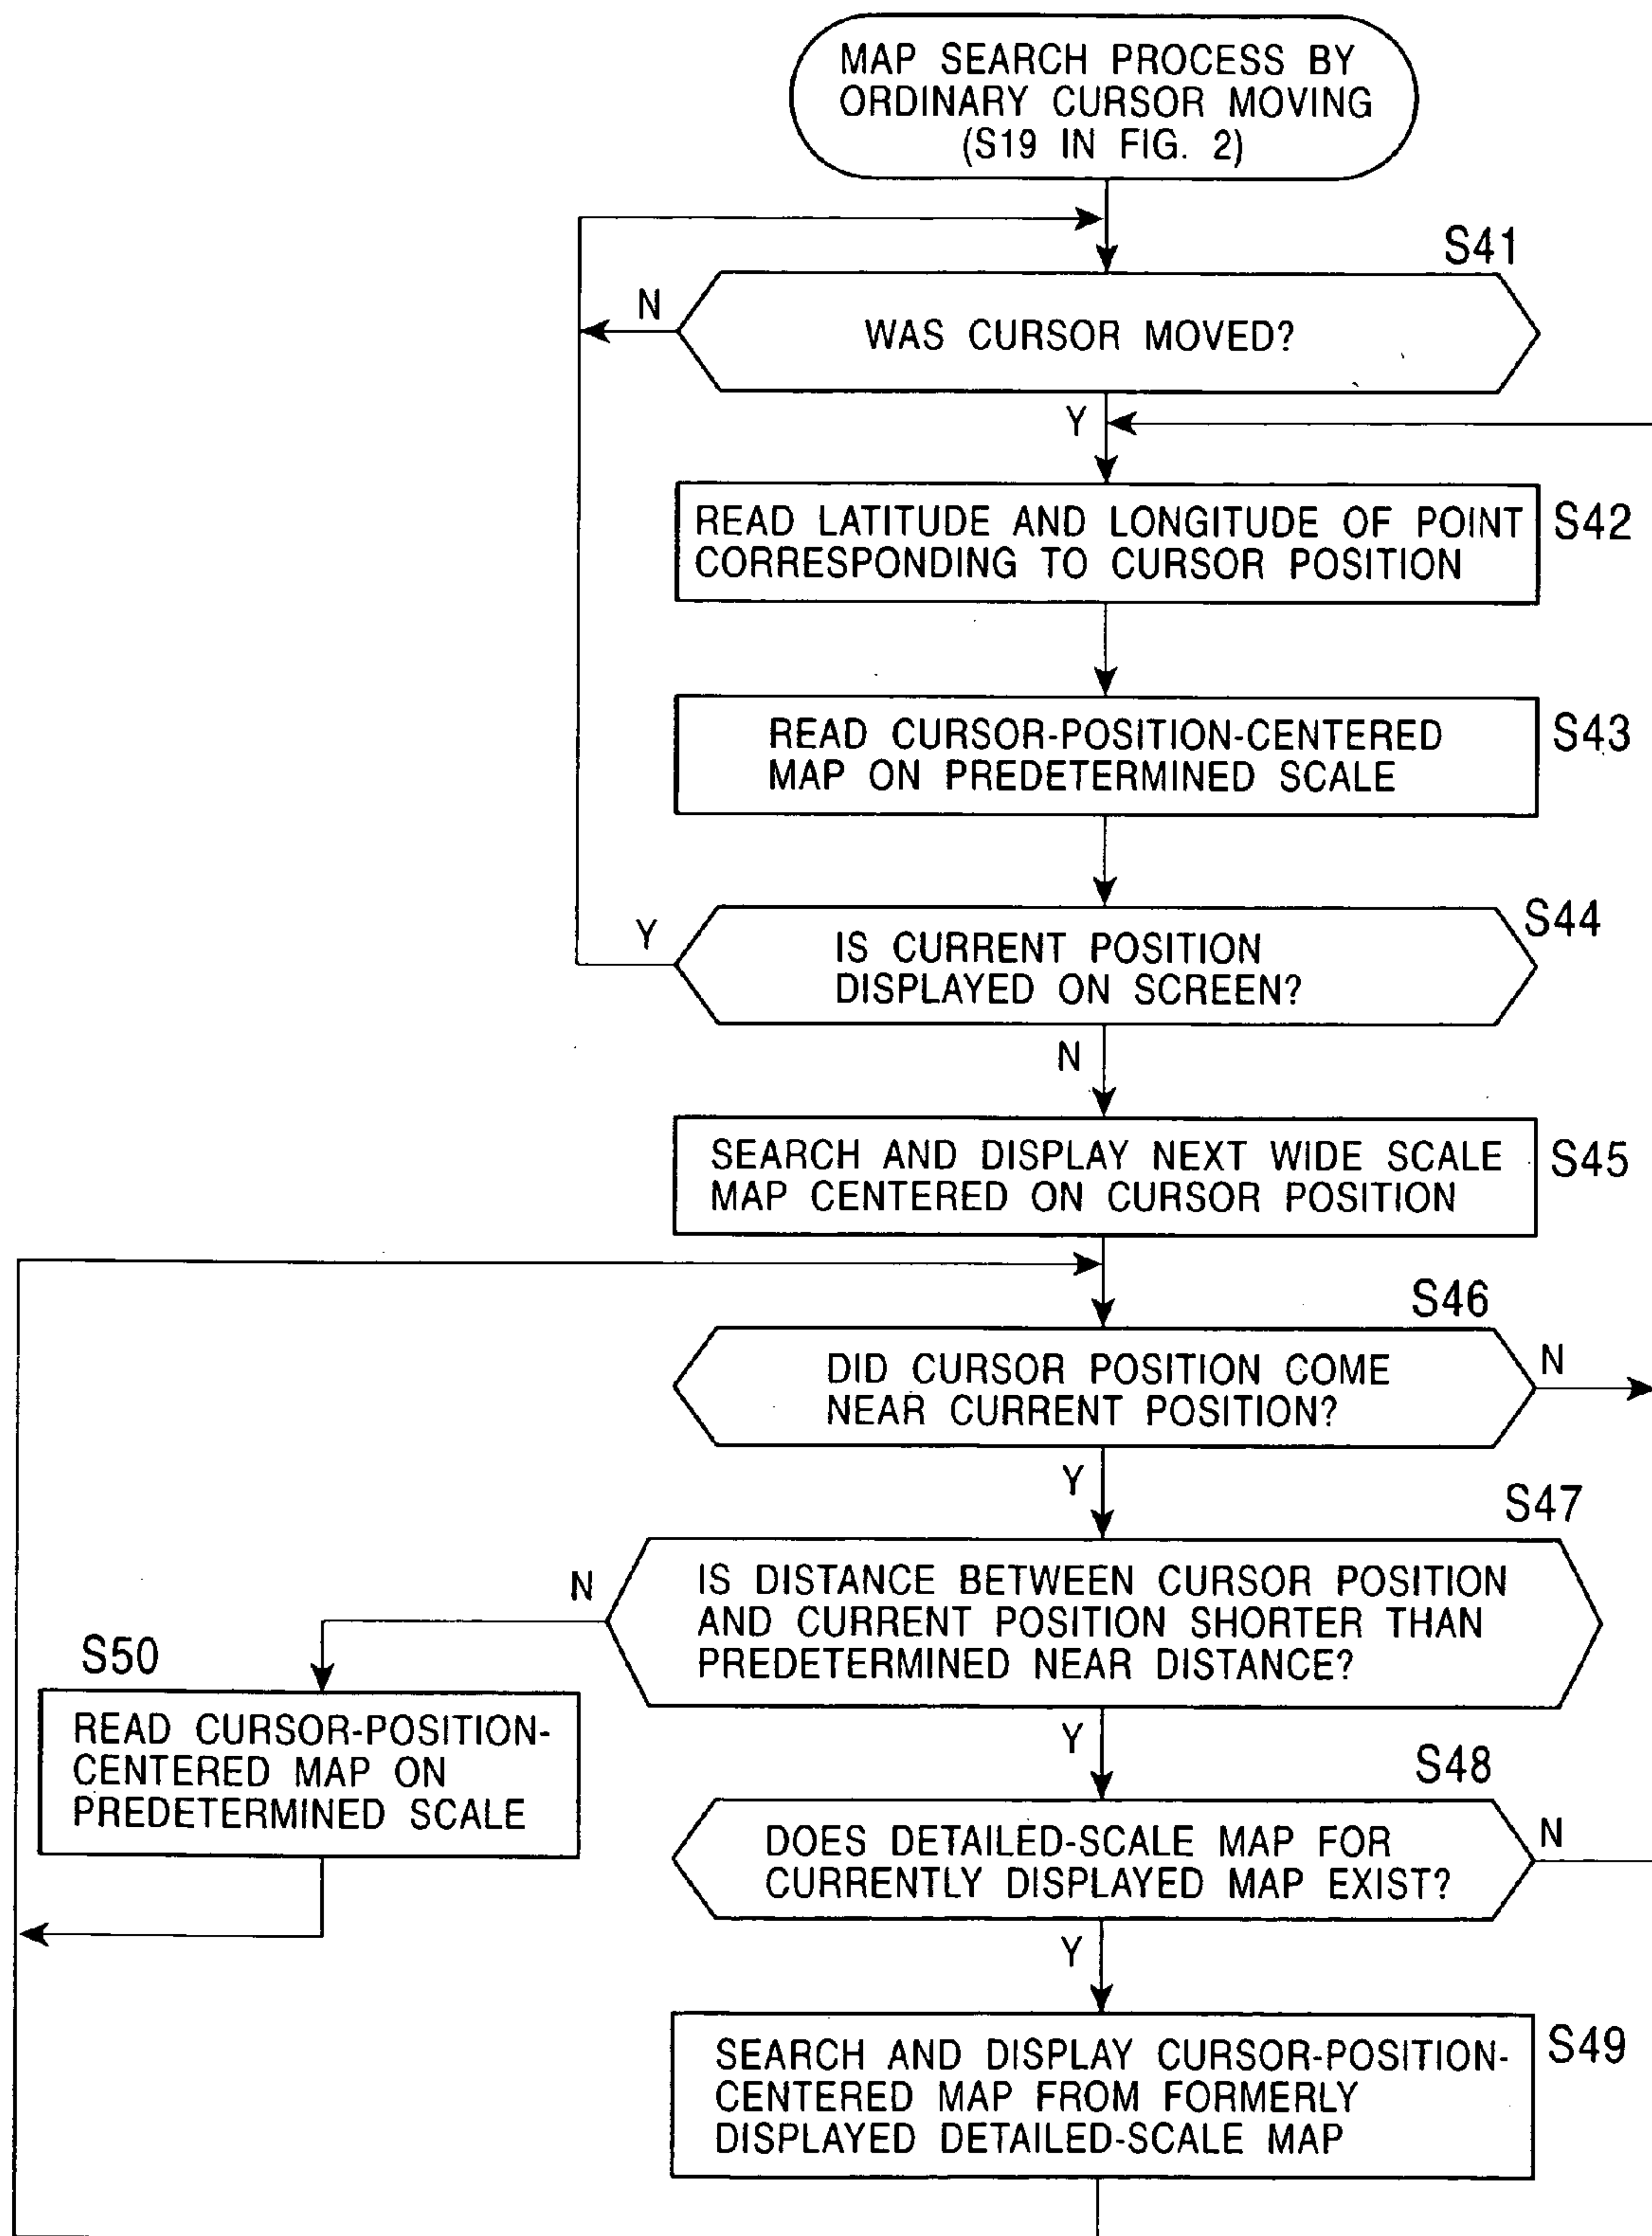 MAP SEARCH PROCESS BY
ORDINARY CURSOR MOVING
(S19 IN FIG. 2)
S41
N
WAS CURSOR MOVED?
Y
READ LATITUDE AND LONGITUDE OF POINT
CORRESPONDING TO CURSOR POSITION
S42
READ CURSOR-POSITION-CENTERED
MAP ON PREDETERMINED SCALE
S43
S44
Y
IS CURRENT POSITION
DISPLAYED ON SCREEN?
N
SEARCH AND DISPLAY NEXT WIDE SCALE
MAP CENTERED ON CURSOR POSITION
S45
S46
DID CURSOR POSITION COME
NEAR CURRENT POSITION?
N
Y
S47
N
IS DISTANCE BETWEEN CURSOR POSITION
AND CURRENT POSITION SHORTER THAN
PREDETERMINED NEAR DISTANCE?
S50
READ CURSOR-POSITION-
CENTERED MAP ON
PREDETERMINED SCALE
Y
S48
DOES DETAILED-SCALE MAP FOR
CURRENTLY DISPLAYED MAP EXIST?
N
Y
SEARCH AND DISPLAY CURSOR-POSITION-
CENTERED MAP FROM FORMERLY
DISPLAYED DETAILED-SCALE MAP
S49